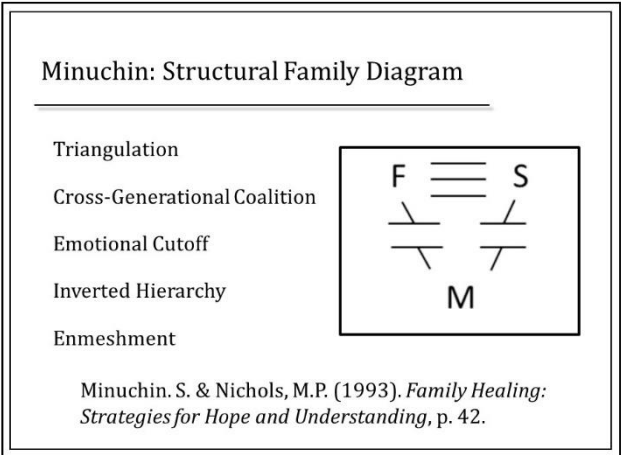 Minuchin: Structural Family Diagram
Triangulation
Cross-Generational Coalition
Emotional Cutoff
Inverted Hierarchy
Enmeshment
F S
M
Minuchin. S. & Nichols, M.P. (1993). Family Healing:
Strategies for Hope and Understanding, p. 42.